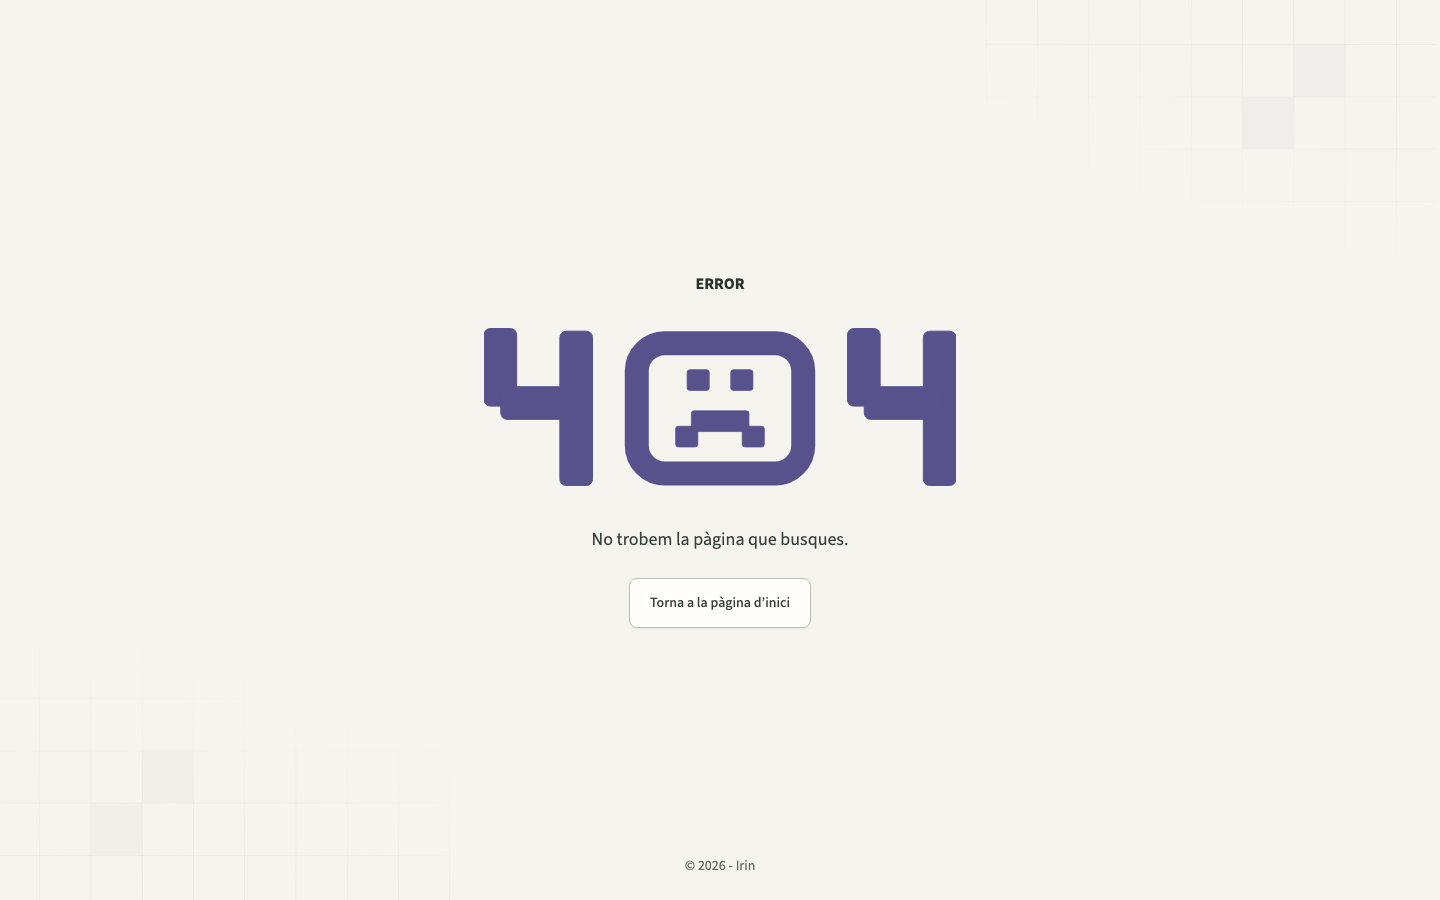 ERROR
404
No trobem la pàgina que busques.
Torna a la pàgina d’inici
© 2026 - Irin